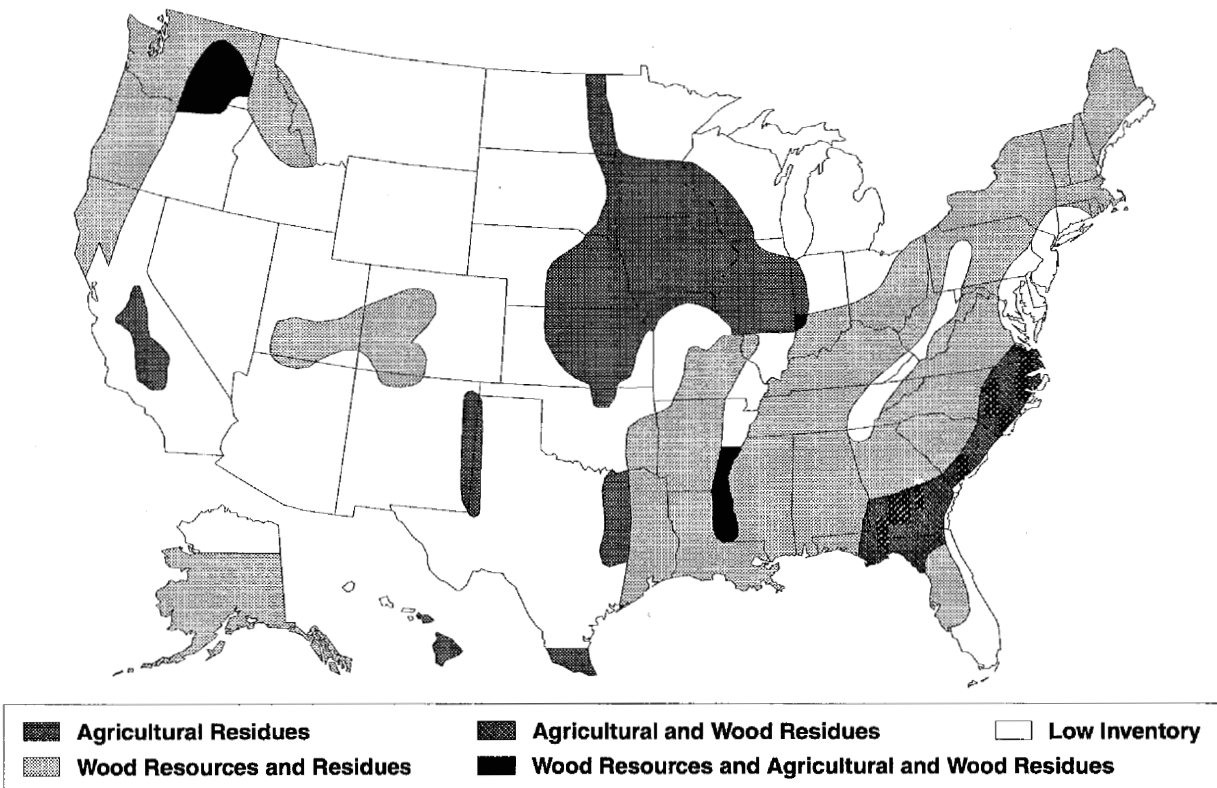 Agricultural Residues
Agricultural and Wood Residues
Low Inventory
Wood Resources and Residues
Wood Resources and Agricultural and Wood Residues